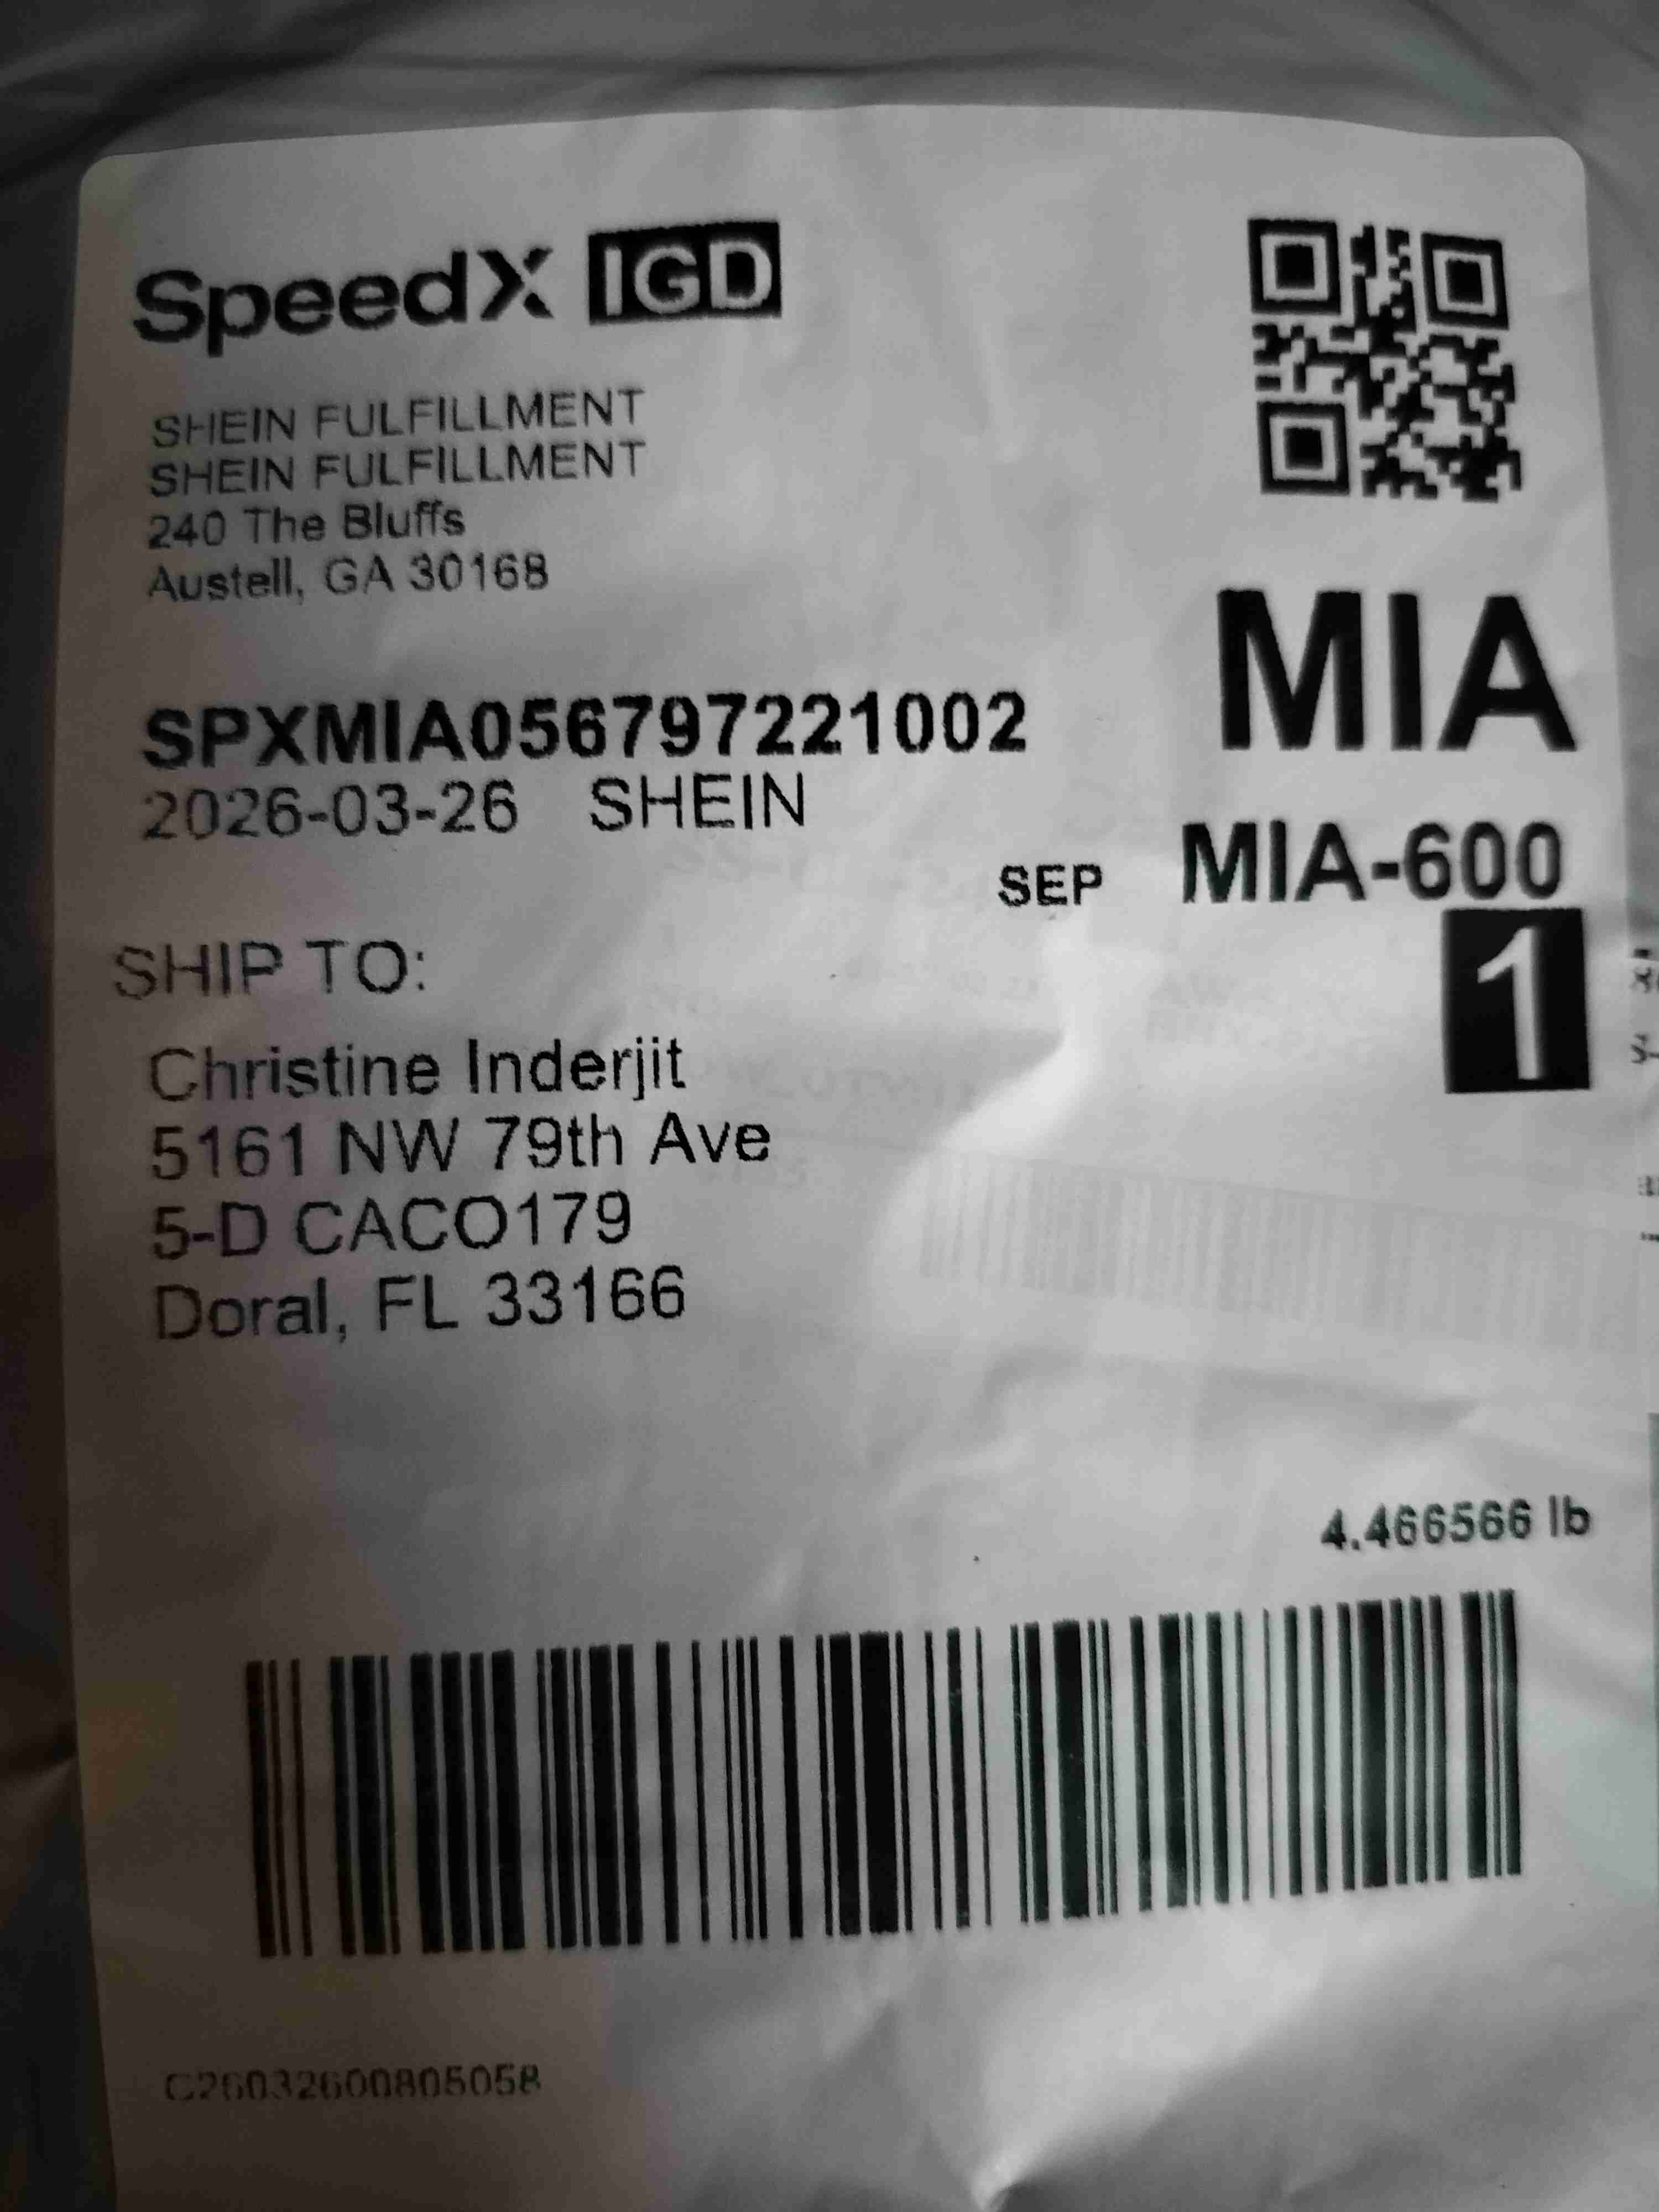 SpeedX IGD
SHEIN FULFILLMENT
SHEIN FULFILLMENT
240 The Bluffs
Austell, GA 30168
MIA
SPXMIA056797221002
2026-03-26 SHEIN
SEP MIA-600
1
SHIP TO:
Christine Inderjit
5161 NW 79th Ave
5-D CACO179
Doral, FL 33166
4.466566 lb
C26032600805058